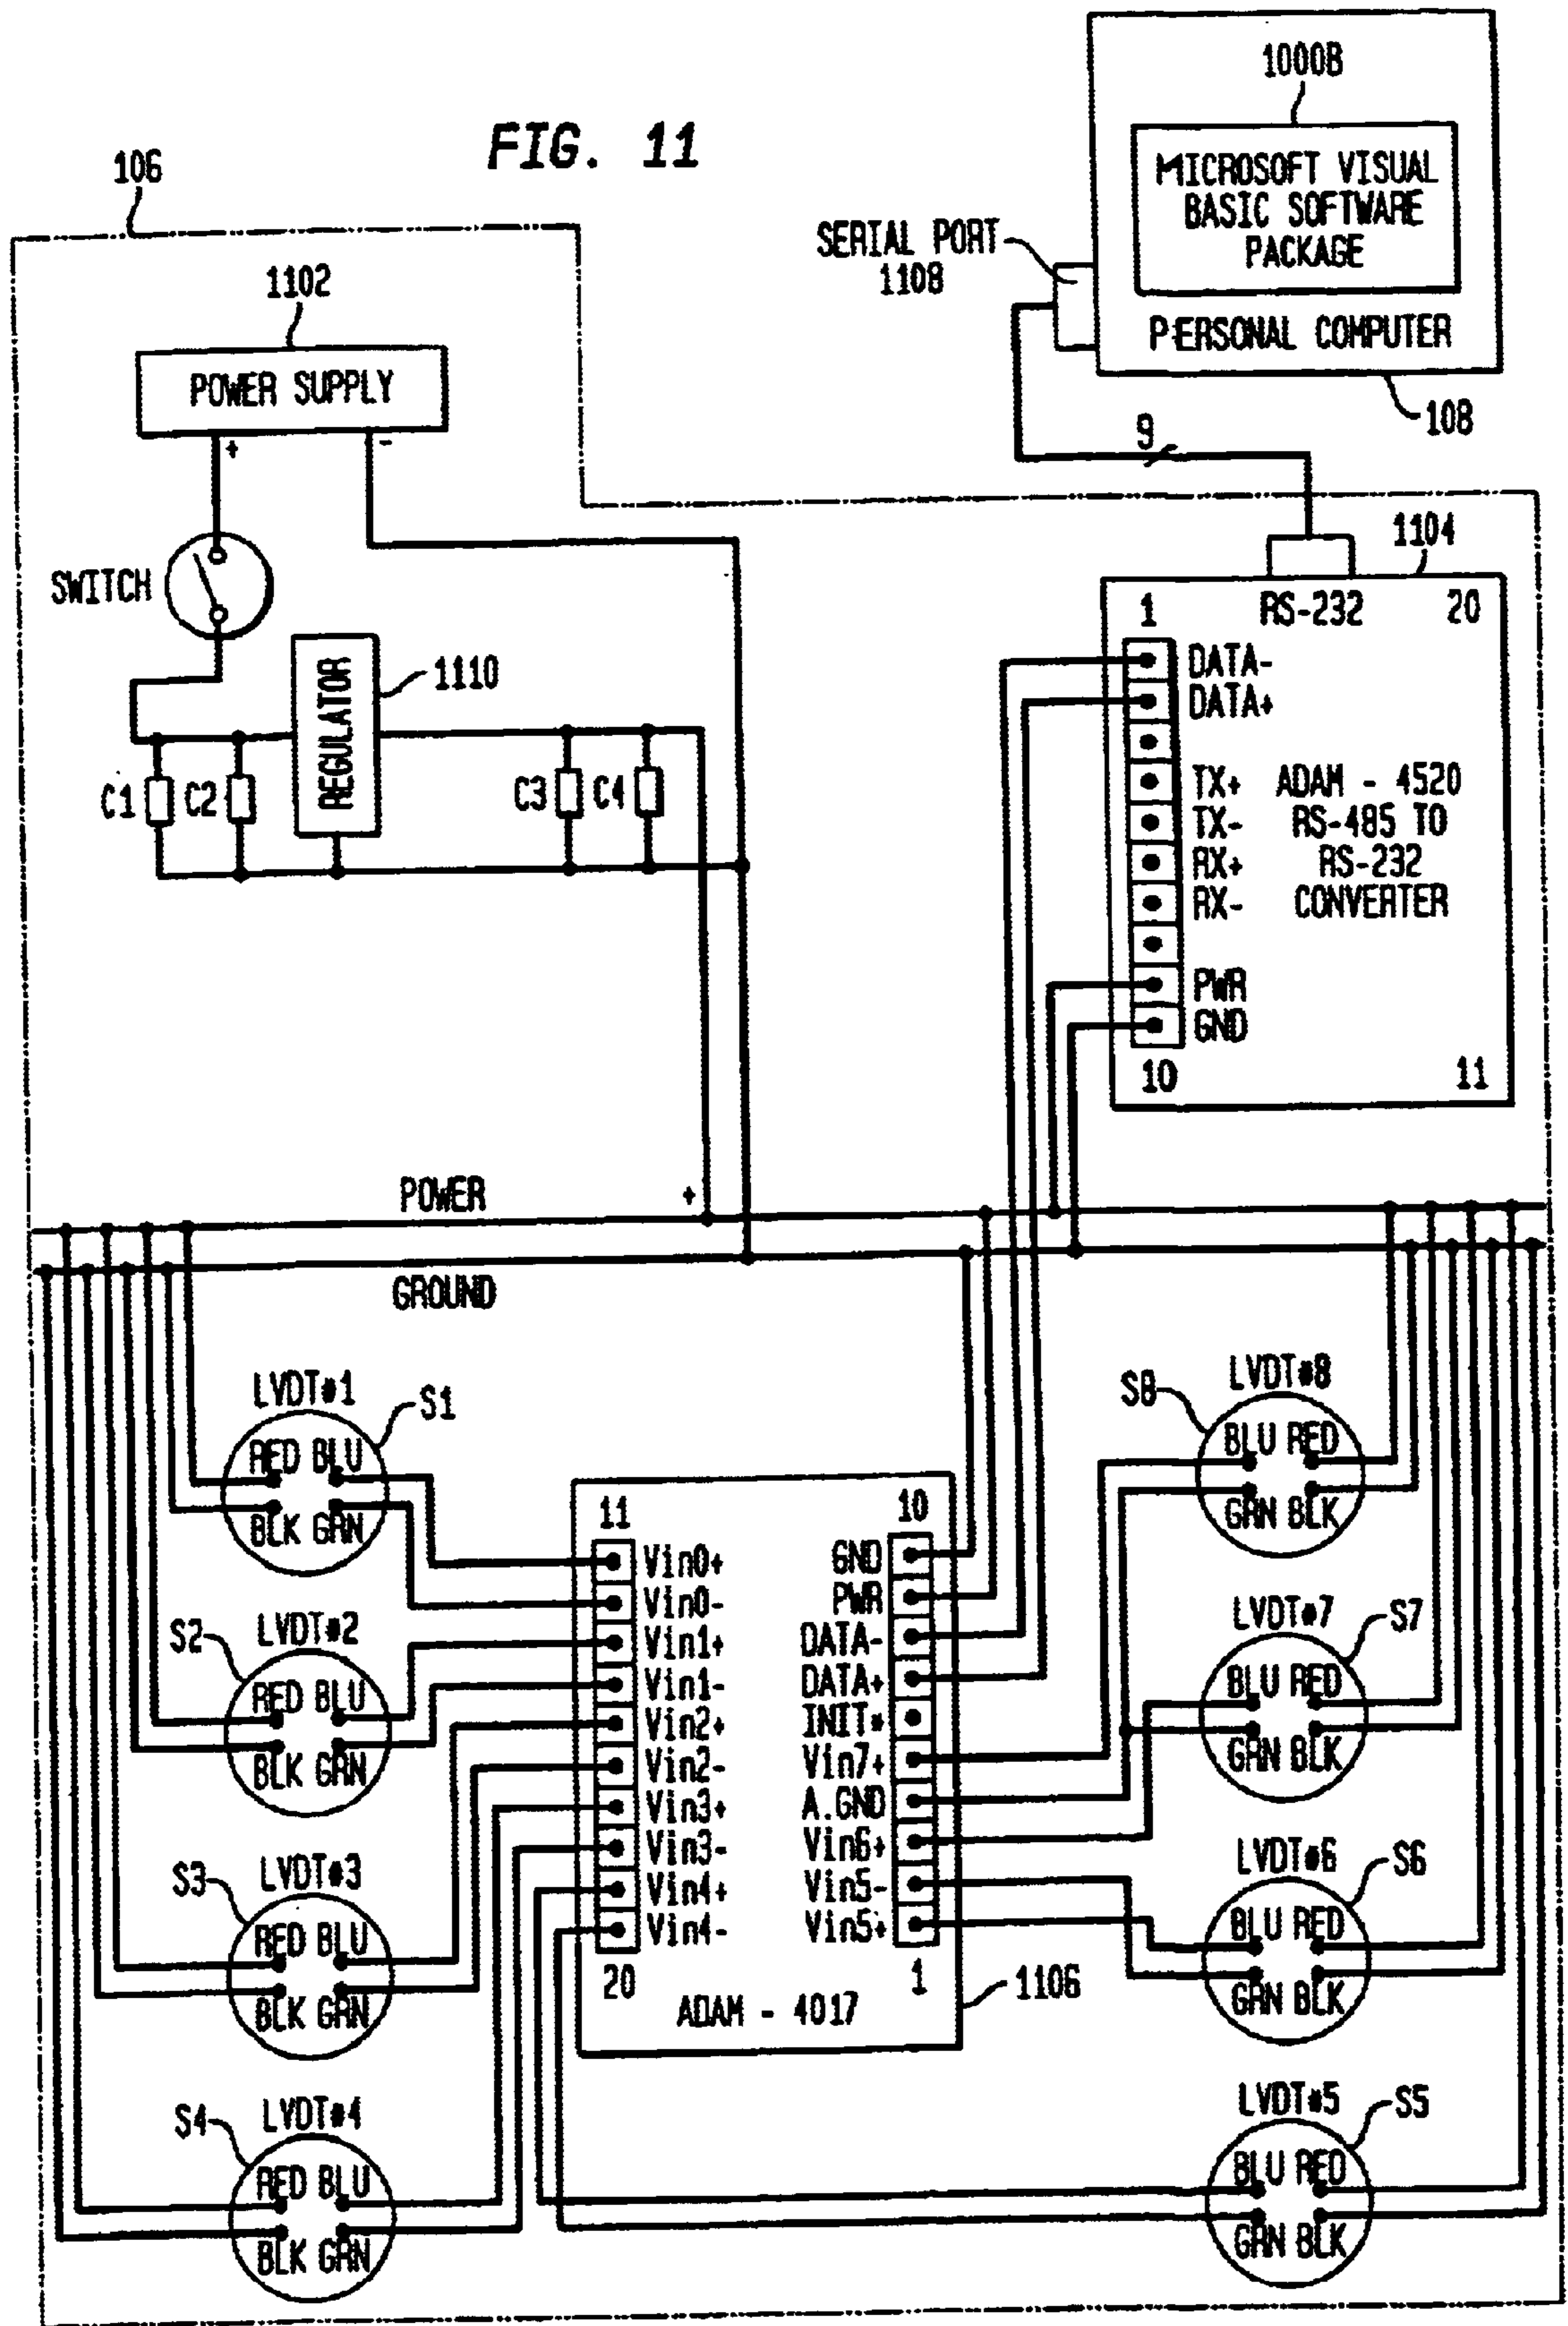 FIG. 11
106
1000B
MICROSOFT VISUAL
BASIC SOFTWARE
PACKAGE
PERSONAL COMPUTER
108
SERIAL PORT
1108
9
1102
POWER SUPPLY
+
-
SWITCH
REGULATOR
1110
C1
C2
C3
C4
1104
1
RS-232
20
DATA-
DATA+
TX+
TX-
RX+
RX-
PWR
GND
ADAM - 4520
RS-485 TO
RS-232
CONVERTER
10
11
POWER
+
GROUND
LVDT#1
S1
RED BLU
BLK GRN
LVDT#2
S2
RED BLU
BLK GRN
LVDT#3
S3
RED BLU
BLK GRN
LVDT#4
S4
RED BLU
BLK GRN
11
Vin0+
Vin0-
Vin1+
Vin1-
Vin2+
Vin2-
Vin3+
Vin3-
Vin4+
Vin4-
20
10
GND
PWR
DATA-
DATA+
INIT*
Vin7+
A.GND
Vin6+
Vin5-
Vin5+
1
ADAM - 4017
1106
LVDT#8
S8
BLU RED
GRN BLK
LVDT#7
S7
BLU RED
GRN BLK
LVDT#6
S6
BLU RED
GRN BLK
LVDT#5
S5
BLU RED
GRN BLK